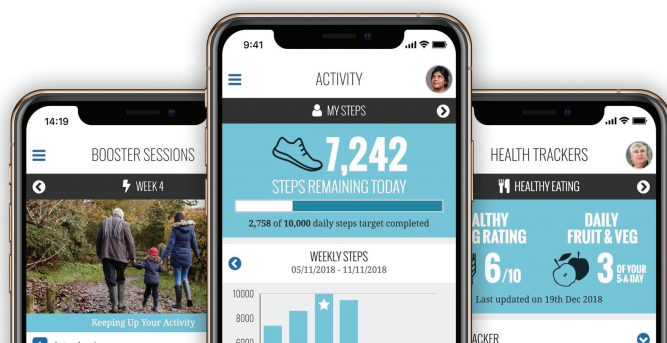 14:19
BOOSTER SESSIONS
WEEK 4
Keeping Up Your Activity
9:41
ACTIVITY
MY STEPS
7,242
STEPS REMAINING TODAY
2,758 of 10,000 daily steps target completed
WEEKLY STEPS
05/11/2018 - 11/11/2018
10000
8000
HEALTH TRACKERS
HEALTHY EATING
DAILY
FRUIT & VEG
6/10
3 OF YOUR
5-A-DAY
Last updated on 19th Dec 2018